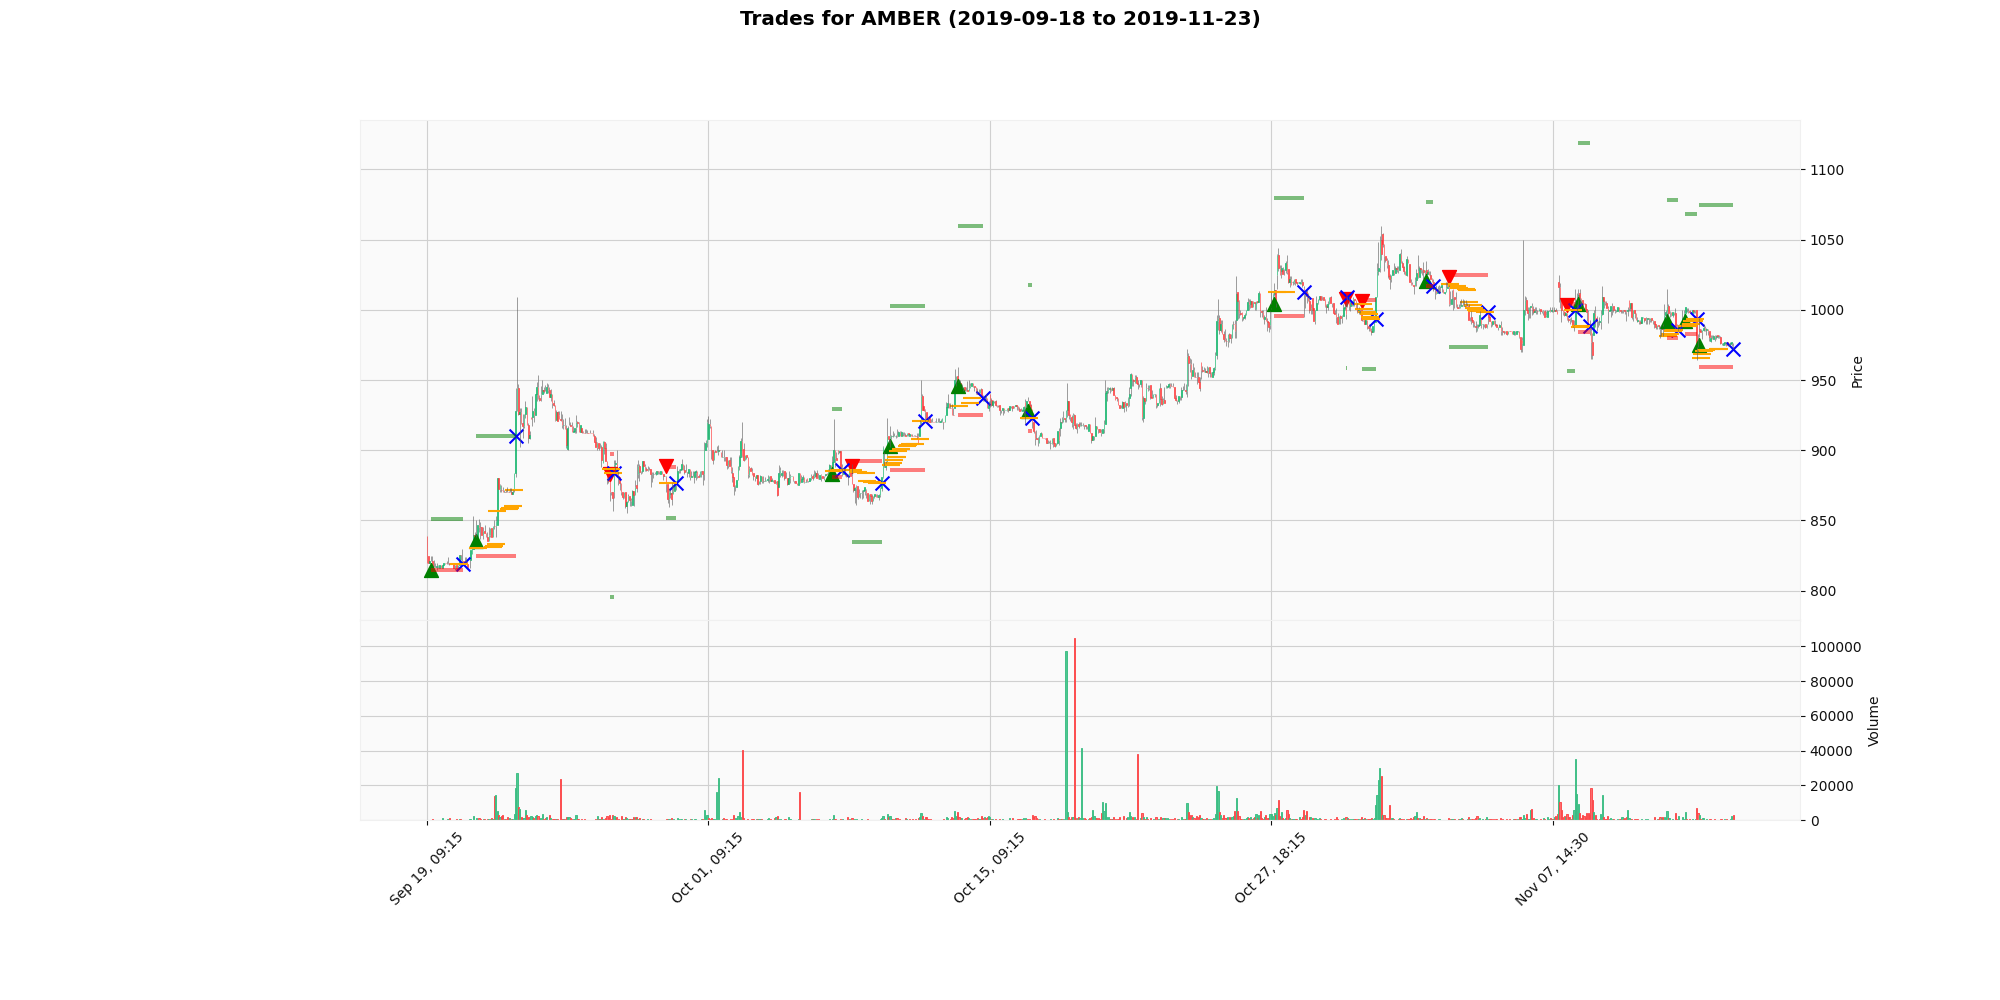 Trades for AMBER (2019-09-18 to 2019-11-23)
1100
1050
1000
950
900
850
800
Price
100000
80000
60000
40000
20000
0
Volume
Sep 19, 09:15
Oct 01, 09:15
Oct 15, 09:15
Oct 27, 18:15
Nov 07, 14:30